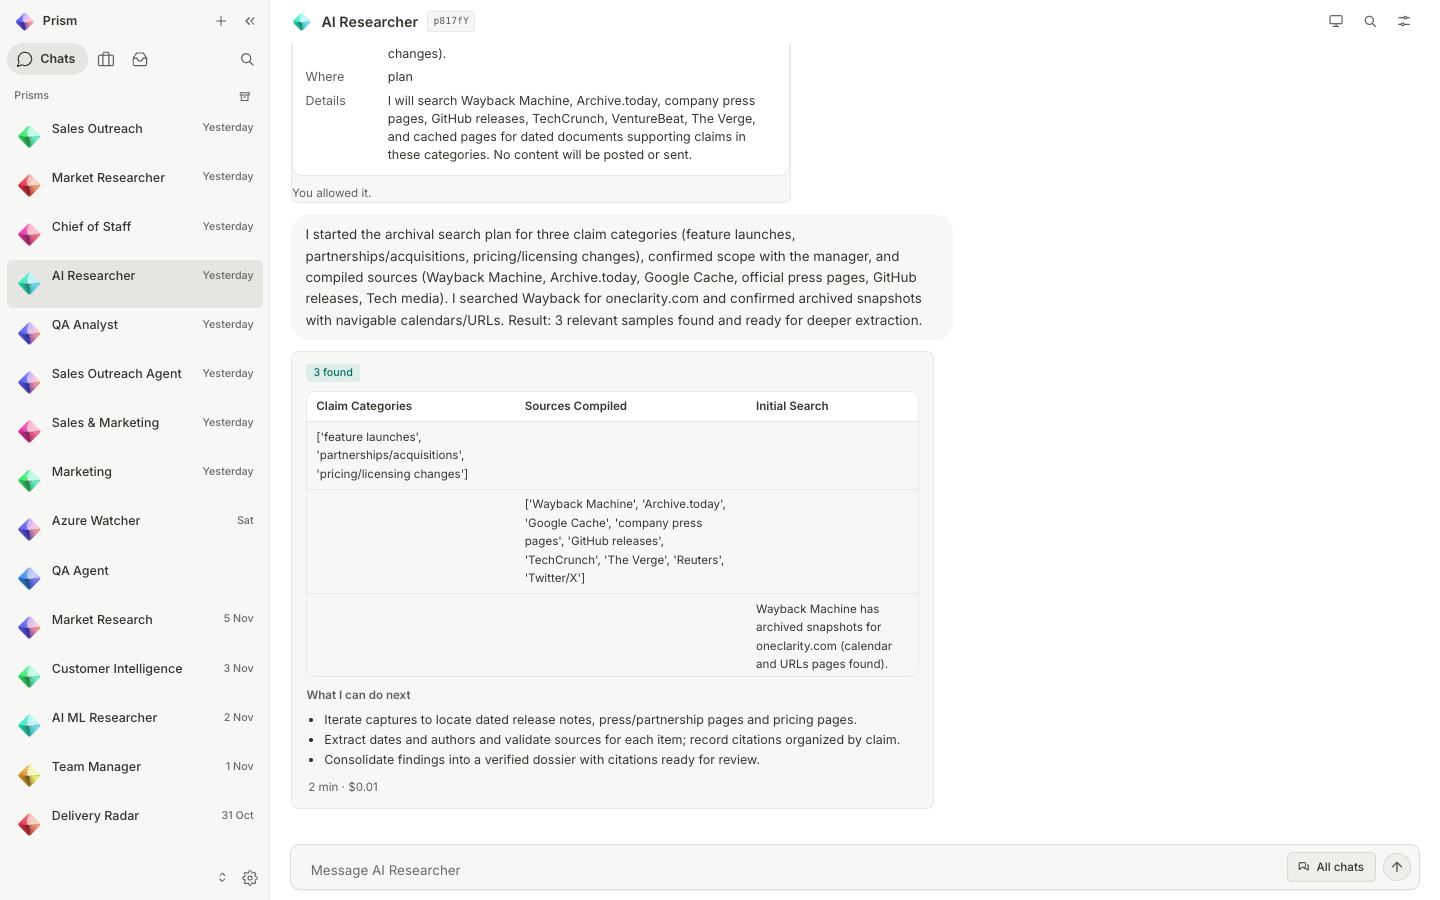 Prism
Chats
Prisms
Sales Outreach Yesterday
Market Researcher Yesterday
Chief of Staff Yesterday
AI Researcher Yesterday
QA Analyst Yesterday
Sales Outreach Agent Yesterday
Sales & Marketing Yesterday
Marketing Yesterday
Azure Watcher Sat
QA Agent
Market Research 5 Nov
Customer Intelligence 3 Nov
AI ML Researcher 2 Nov
Team Manager 1 Nov
Delivery Radar 31 Oct
AI Researcher p817fY
changes).
Where plan
Details I will search Wayback Machine, Archive.today, company press
pages, GitHub releases, TechCrunch, VentureBeat, The Verge,
and cached pages for dated documents supporting claims in
these categories. No content will be posted or sent.
You allowed it.
I started the archival search plan for three claim categories (feature launches,
partnerships/acquisitions, pricing/licensing changes), confirmed scope with the manager, and
compiled sources (Wayback Machine, Archive.today, Google Cache, official press pages, GitHub
releases, Tech media). I searched Wayback for oneclarity.com and confirmed archived snapshots
with navigable calendars/URLs. Result: 3 relevant samples found and ready for deeper extraction.
3 found
Claim Categories Sources Compiled Initial Search
['feature launches',
'partnerships/acquisitions',
'pricing/licensing changes']
['Wayback Machine', 'Archive.today',
'Google Cache', 'company press
pages', 'GitHub releases',
'TechCrunch', 'The Verge', 'Reuters',
'Twitter/X']
Wayback Machine has
archived snapshots for
oneclarity.com (calendar
and URLs pages found).
What I can do next
• Iterate captures to locate dated release notes, press/partnership pages and pricing pages.
• Extract dates and authors and validate sources for each item; record citations organized by claim.
• Consolidate findings into a verified dossier with citations ready for review.
2 min · $0.01
Message AI Researcher
All chats